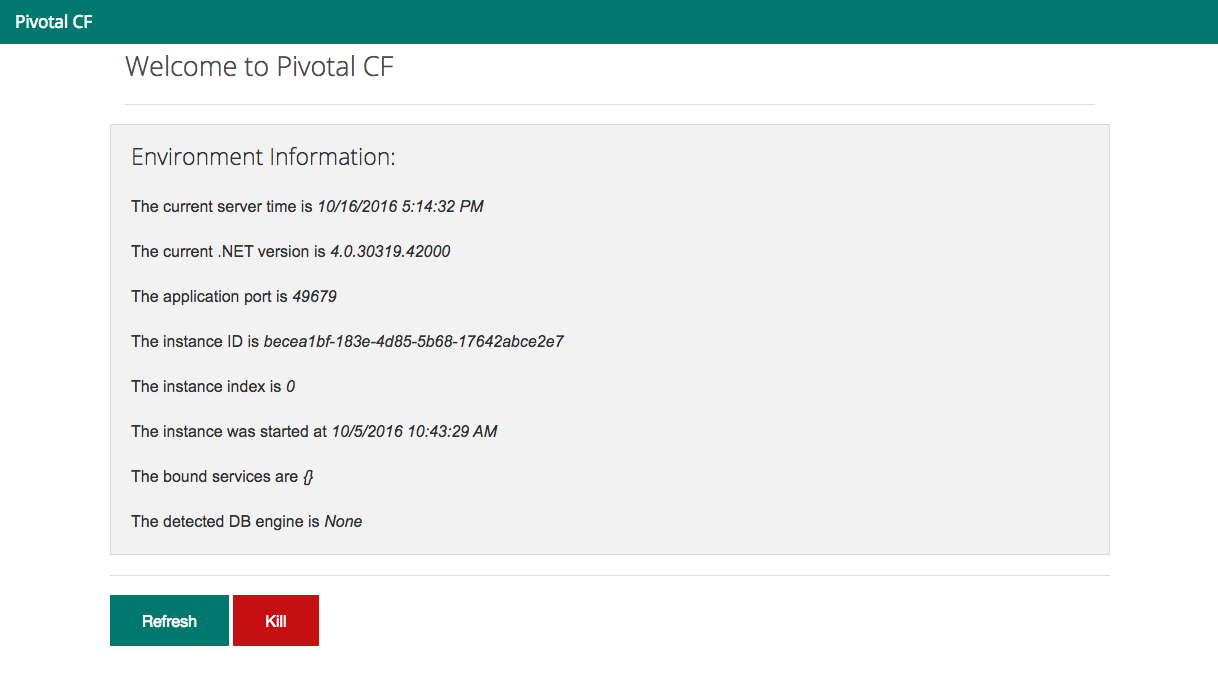 Pivotal CF
Welcome to Pivotal CF
Environment Information:
The current server time is 10/16/2016 5:14:32 PM
The current .NET version is 4.0.30319.42000
The application port is 49679
The instance ID is becea1bf-183e-4d85-5b68-17642abce2e7
The instance index is 0
The instance was started at 10/5/2016 10:43:29 AM
The bound services are {}
The detected DB engine is None
Refresh Kill